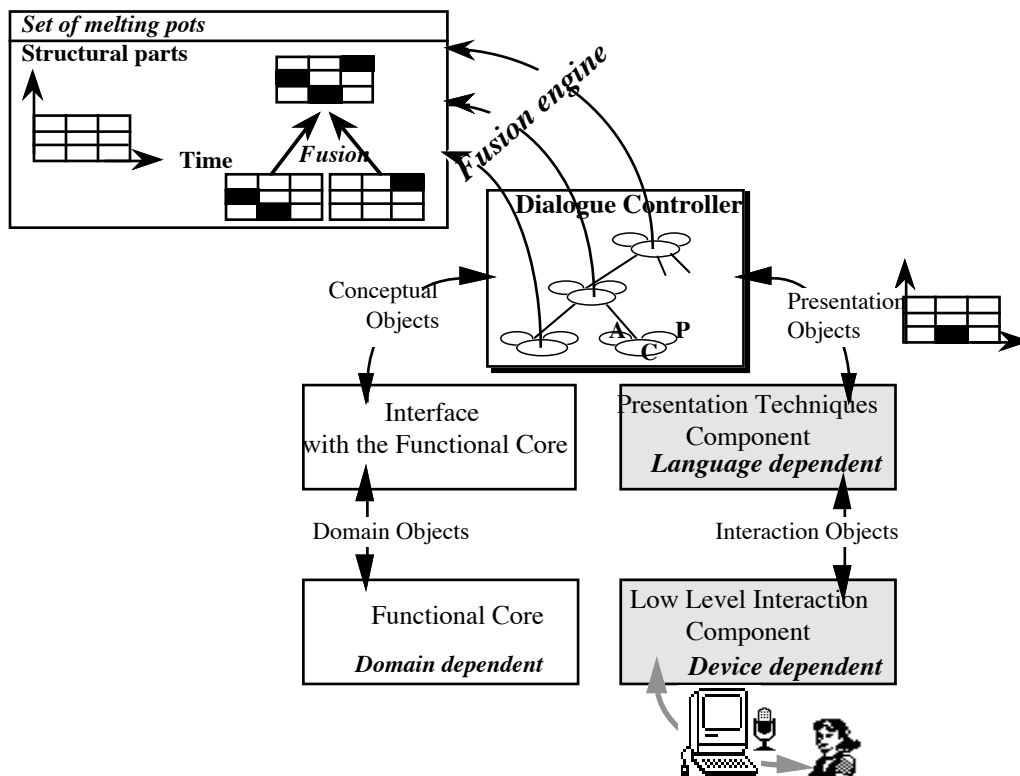 Set of melting pots
Structural parts
Time
Fusion
Fusion engine
Dialogue Controller
A
P
C
Conceptual
Objects
Presentation
Objects
Interface
with the Functional Core
Presentation Techniques
Component
Language dependent
Domain Objects
Interaction Objects
Functional Core
Domain dependent
Low Level Interaction
Component
Device dependent